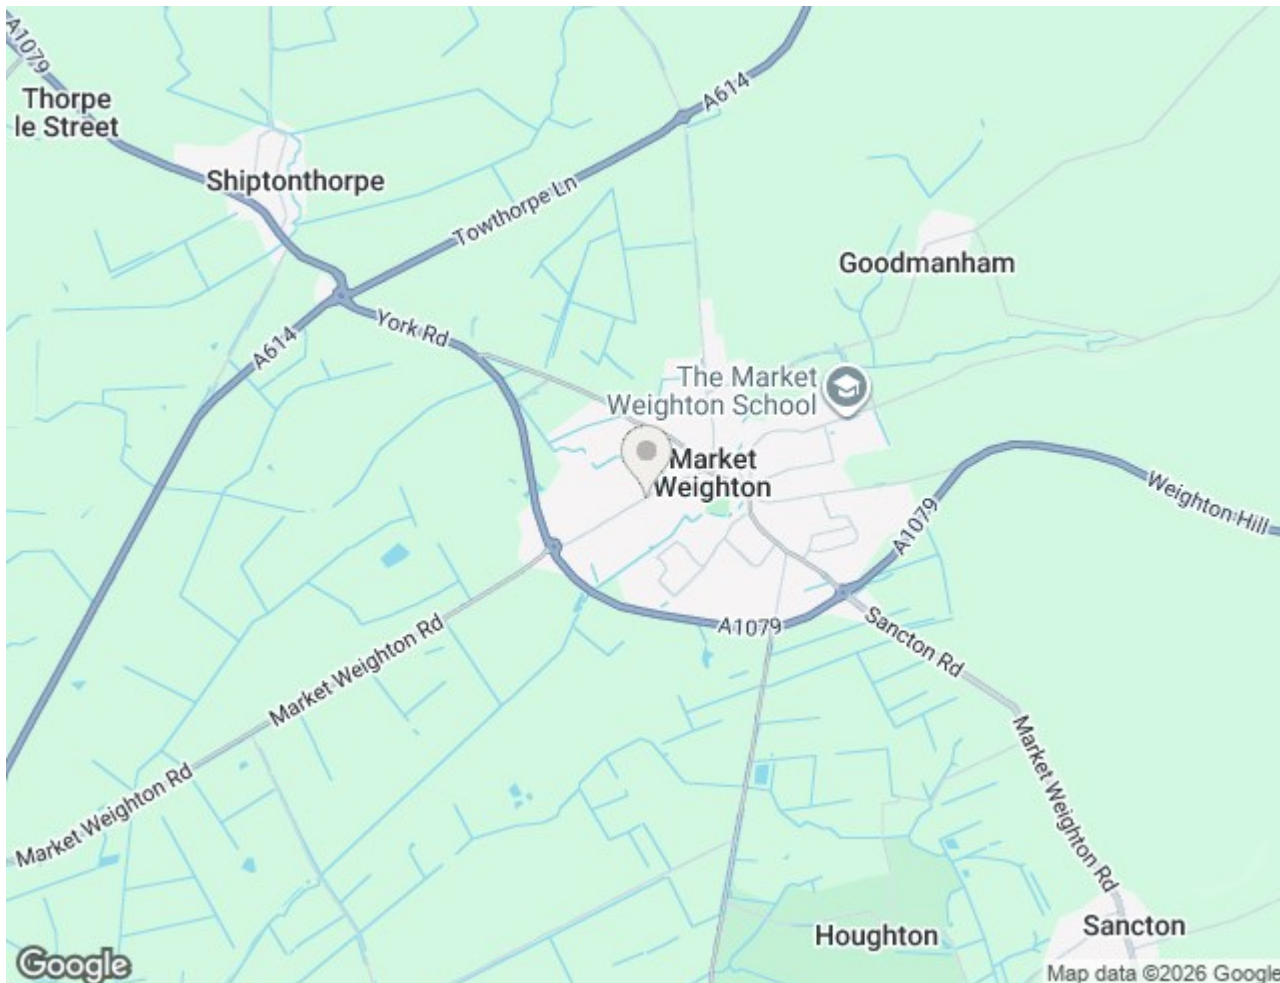 A1079
Thorpe
le Street
A614
Shiptonthorpe
Towthorpe Ln
Goodmanham
York Rd
A614
The Market
Weighton School
Market
Weighton
Weighton Hill
A1079
A1079
Sancton Rd
Market Weighton Rd
Market Weighton Rd
Market Weighton Rd
Houghton
Sancton
Google
Map data ©2026 Google